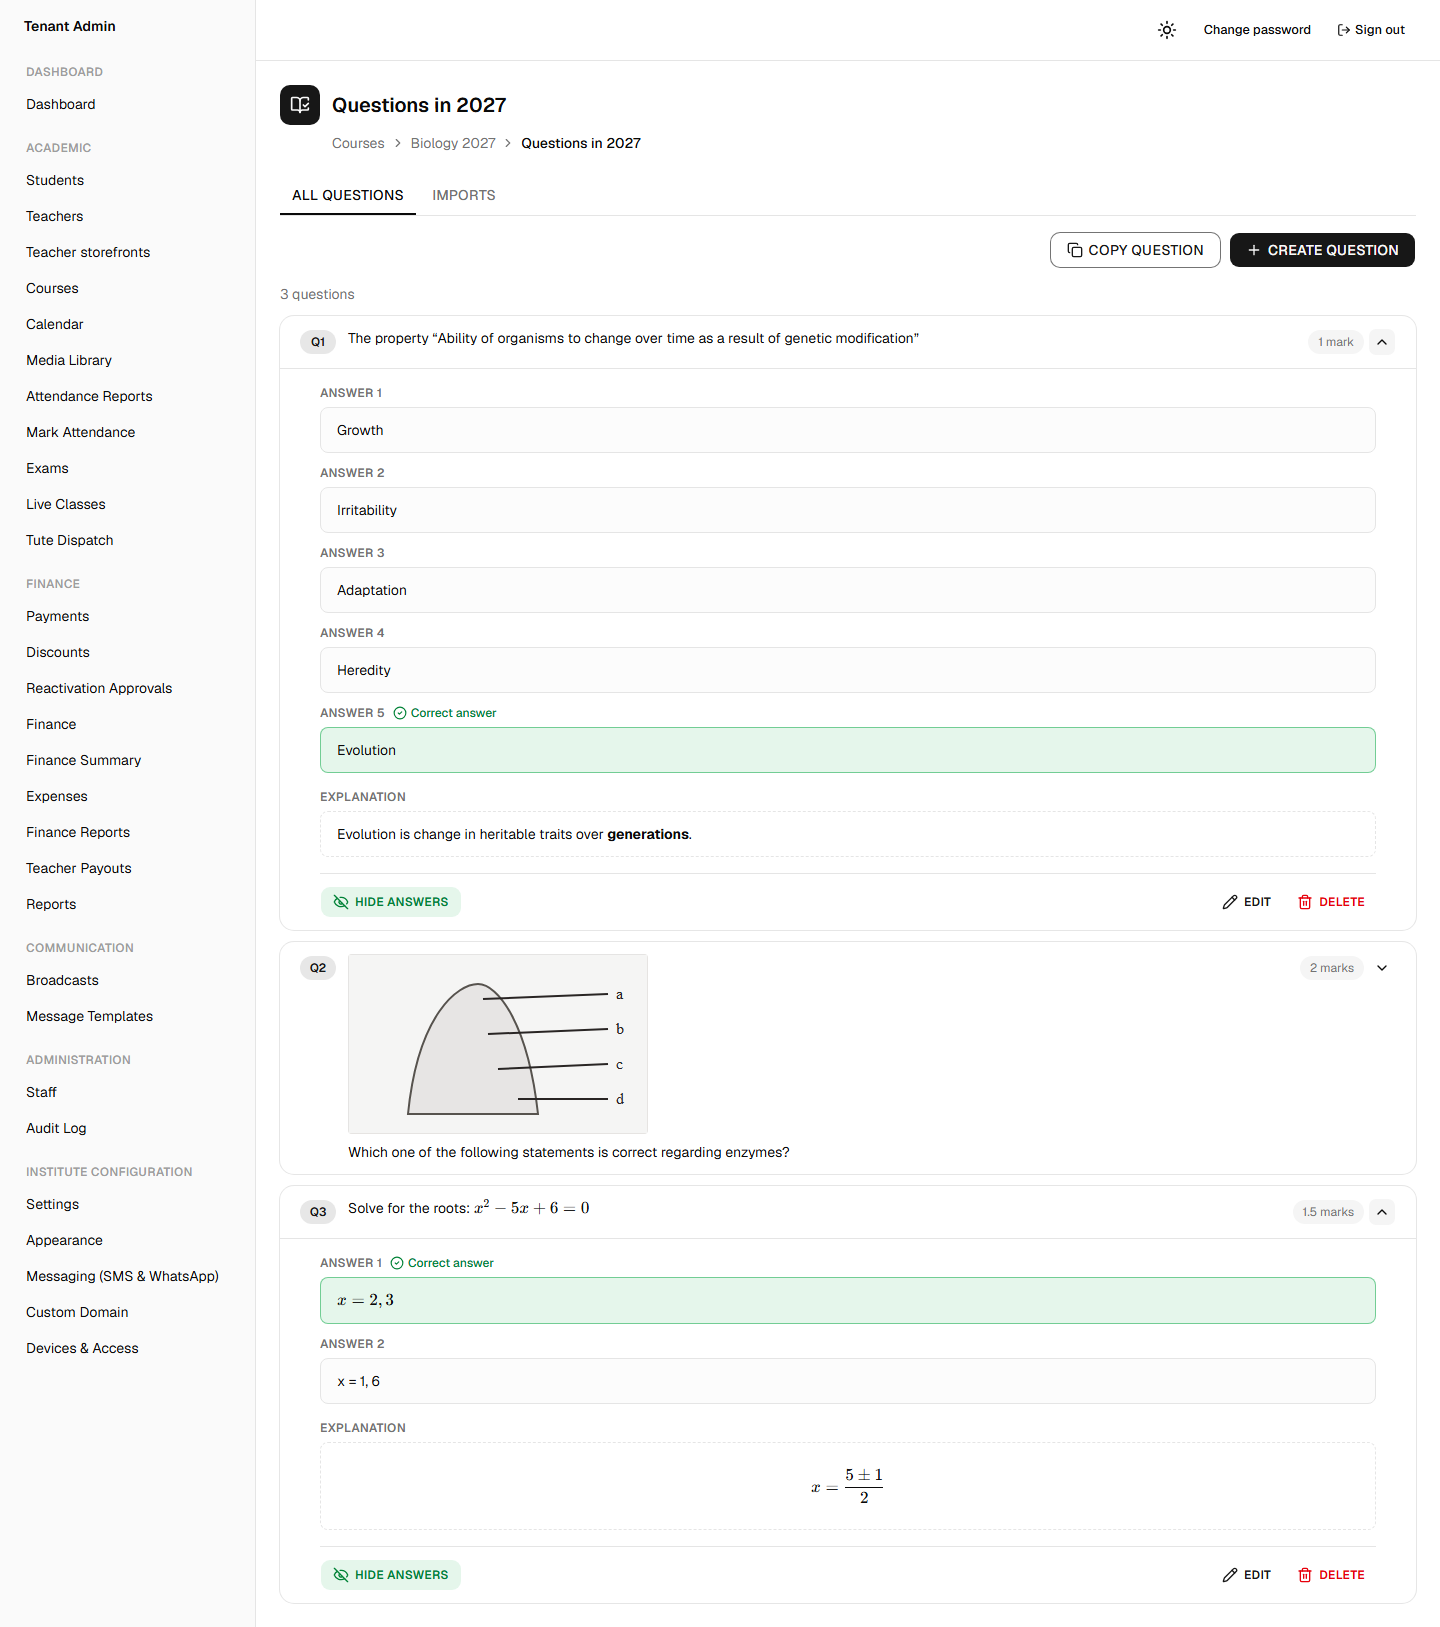 Tenant Admin
Change password
Sign out
DASHBOARD
Dashboard
ACADEMIC
Students
Teachers
Teacher storefronts
Courses
Calendar
Media Library
Attendance Reports
Mark Attendance
Exams
Live Classes
Tute Dispatch
FINANCE
Payments
Discounts
Reactivation Approvals
Finance
Finance Summary
Expenses
Finance Reports
Teacher Payouts
Reports
COMMUNICATION
Broadcasts
Message Templates
ADMINISTRATION
Staff
Audit Log
INSTITUTE CONFIGURATION
Settings
Appearance
Messaging (SMS & WhatsApp)
Custom Domain
Devices & Access
Questions in 2027
Courses > Biology 2027 > Questions in 2027
ALL QUESTIONS IMPORTS
COPY QUESTION + CREATE QUESTION
3 questions
Q1 The property “Ability of organisms to change over time as a result of genetic modification” 1 mark
ANSWER 1
Growth
ANSWER 2
Irritability
ANSWER 3
Adaptation
ANSWER 4
Heredity
ANSWER 5 Correct answer
Evolution
EXPLANATION
Evolution is change in heritable traits over generations.
HIDE ANSWERS EDIT DELETE
Q2 2 marks
a
b
c
d
Which one of the following statements is correct regarding enzymes?
Q3 Solve for the roots: x² − 5x + 6 = 0 1.5 marks
ANSWER 1 Correct answer
x = 2, 3
ANSWER 2
x = 1, 6
EXPLANATION
x = (5 ± 1)/2
HIDE ANSWERS EDIT DELETE